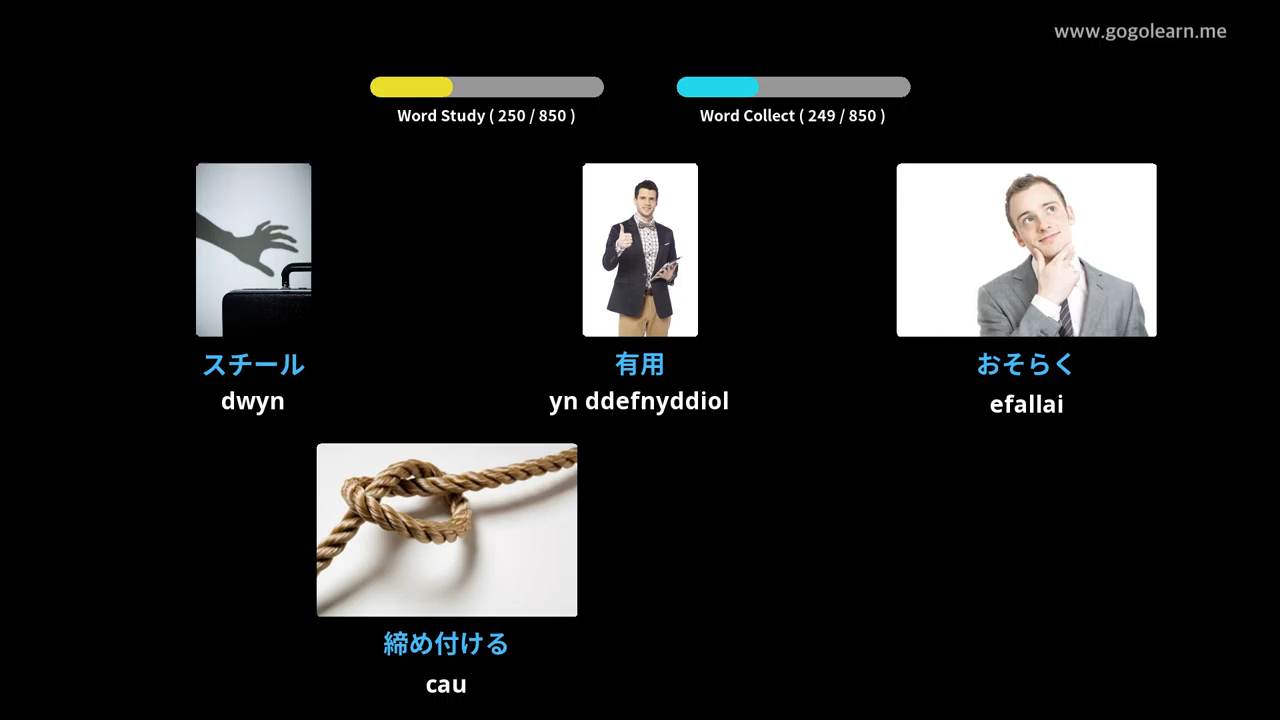 www.gogolearn.me
Word Study ( 250 / 850 )
Word Collect ( 249 / 850 )
スチール
dwyn
有用
yn ddefnyddiol
おそらく
efallai
締め付ける
cau